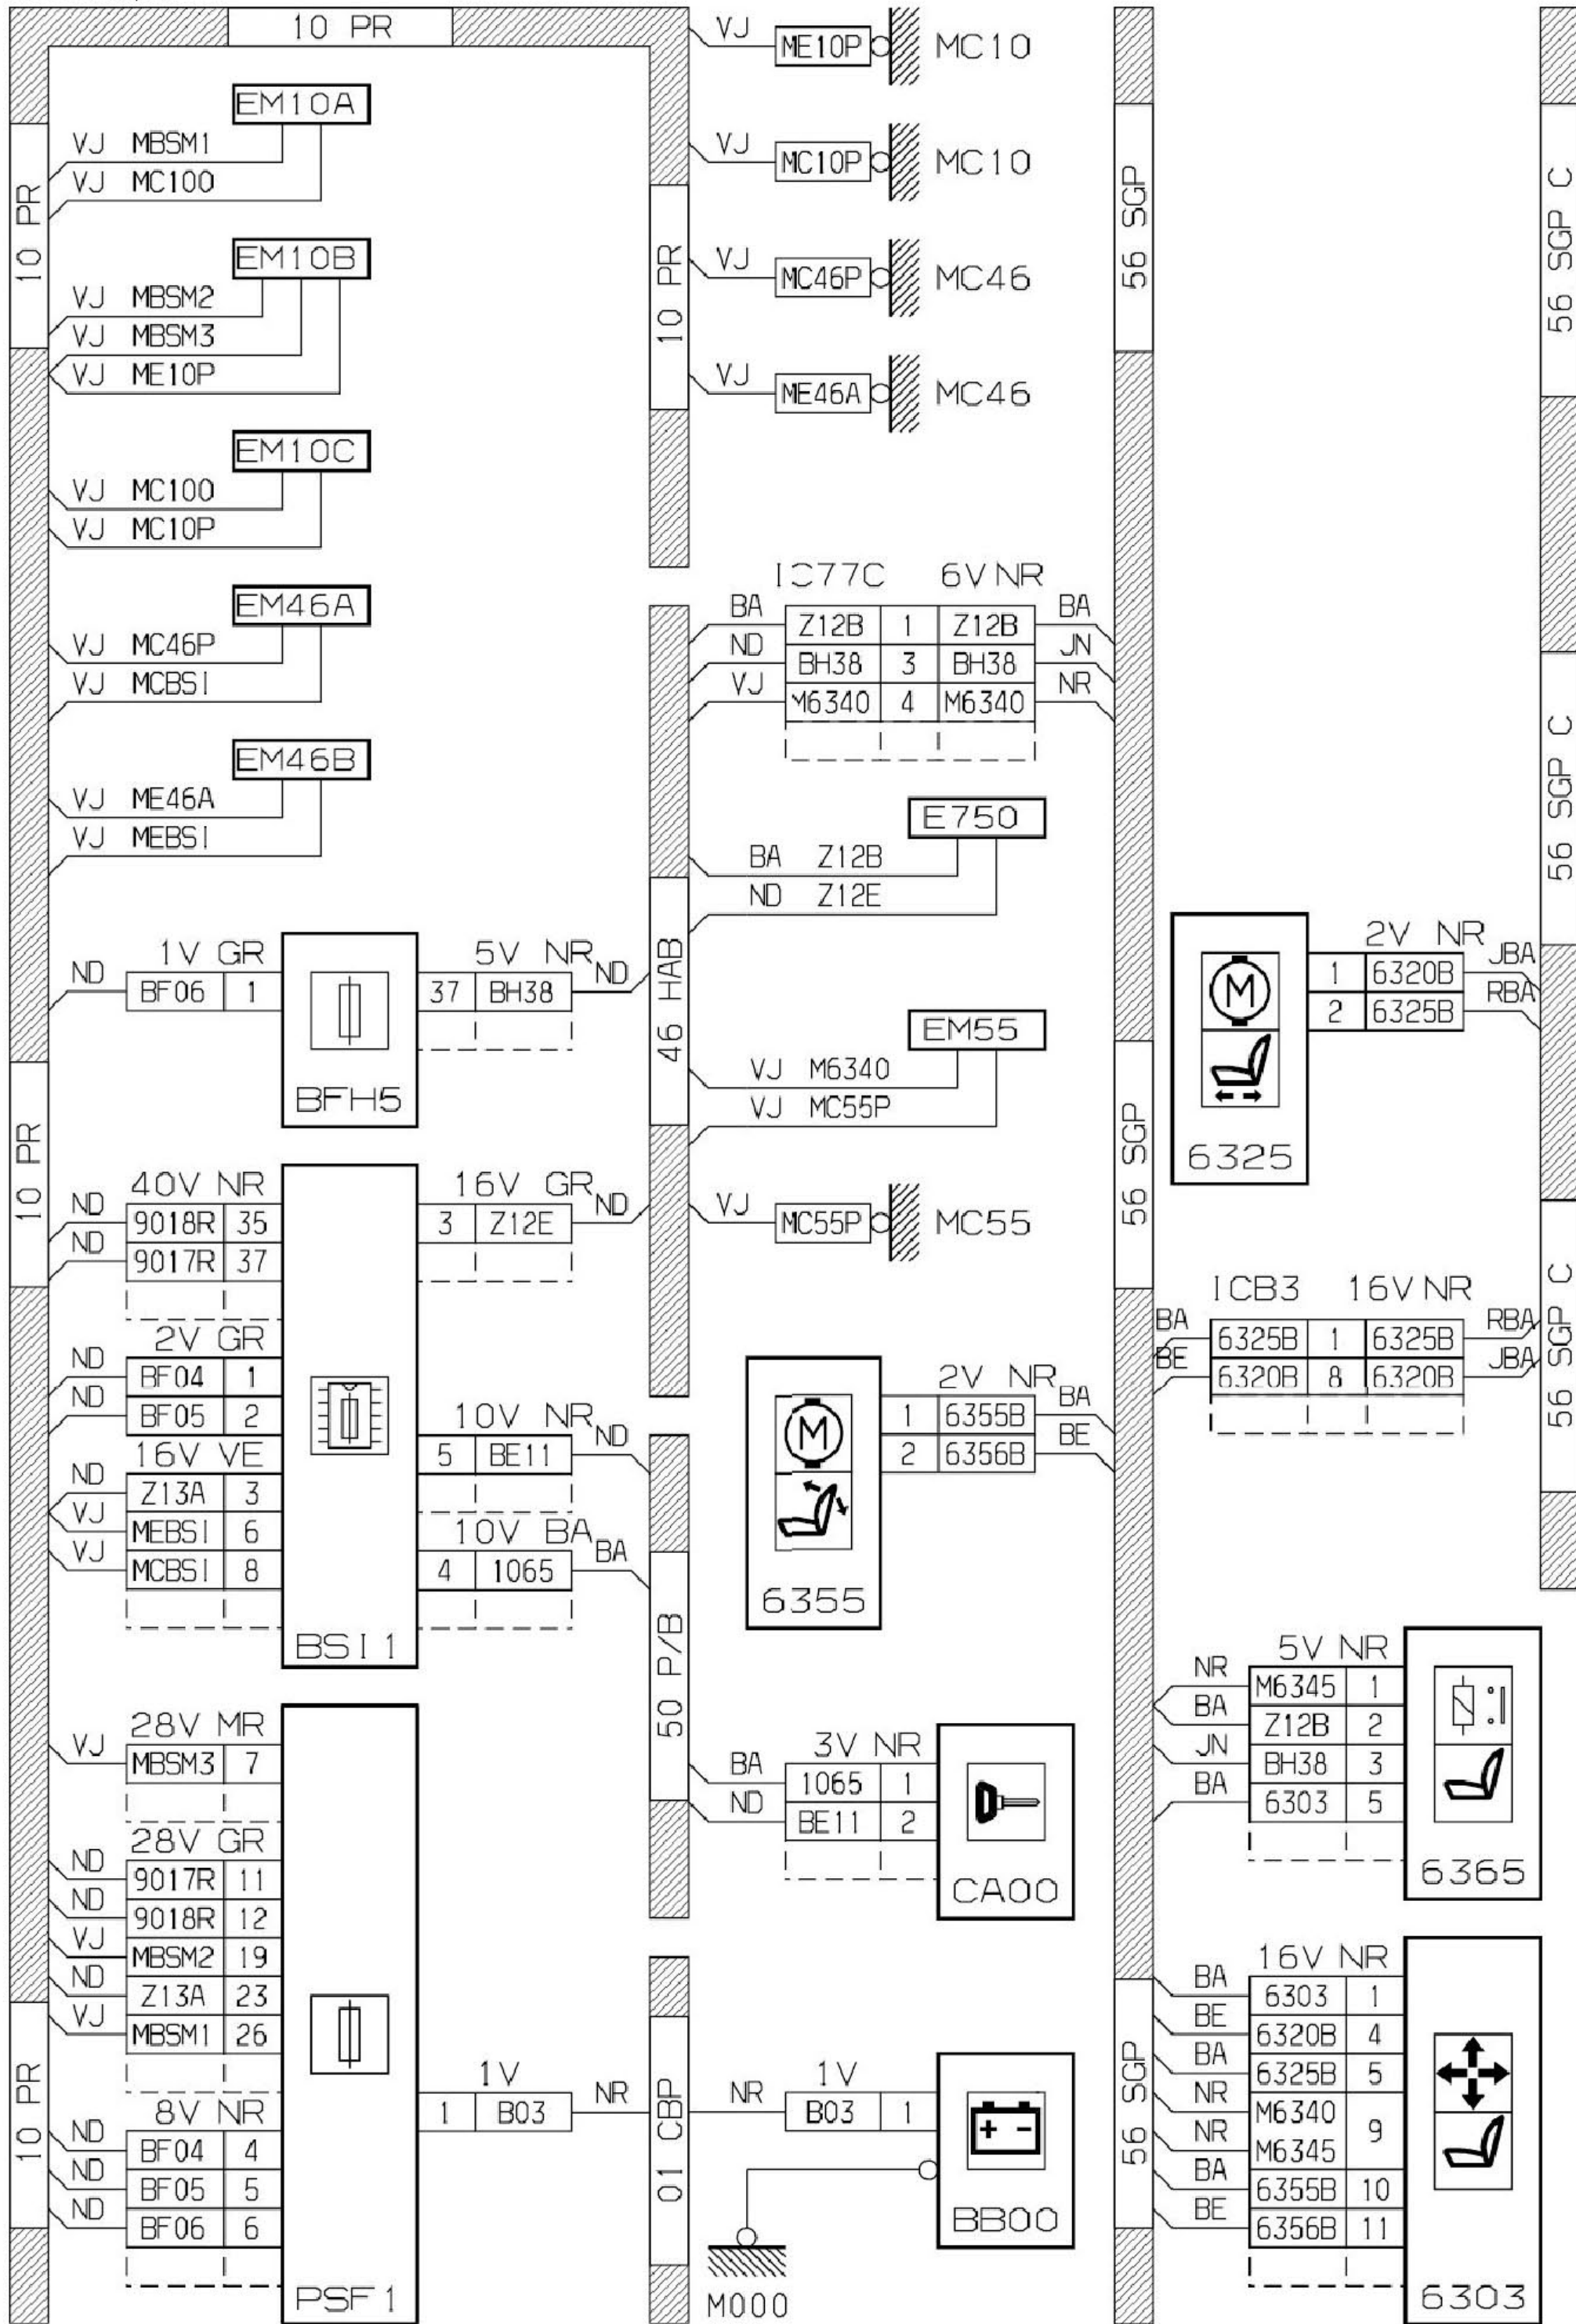 10 PR
10 PR
EM10A
VJ MBSM1
VJ MC100
EM10B
VJ MBSM2
VJ MBSM3
VJ ME10P
EM10C
VJ MC100
VJ MC10P
EM46A
VJ MC46P
VJ MCBSI
EM46B
VJ ME46A
VJ MEBSI
1V GR
ND BF06 1
BFH5
5V NR
37 BH38 ND
10 PR
40V NR
ND 9018R 35
ND 9017R 37
2V GR
ND BF04 1
ND BF05 2
16V VE
ND Z13A 3
VJ MEBSI 6
VJ MCBSI 8
BSI1
16V GR
3 Z12E ND
10V NR
5 BE11 ND
10V BA
4 1065 BA
28V MR
VJ MBSM3 7
28V GR
ND 9017R 11
ND 9018R 12
VJ MBSM2 19
ND Z13A 23
VJ MBSM1 26
10 PR
8V NR
ND BF04 4
ND BF05 5
ND BF06 6
PSF1
1V
1 B03 NR
10 PR
VJ ME10P MC10
VJ MC10P MC10
VJ MC46P MC46
VJ ME46A MC46
IC77C 6V NR
BA Z12B 1 Z12B BA
ND BH38 3 BH38 JN
VJ M6340 4 M6340 NR
46 HAB
E750
BA Z12B
ND Z12E
EM55
VJ M6340
VJ MC55P
VJ MC55P MC55
M
6355
2V NR
1 6355B BA
2 6356B BE
50 P/B
3V NR
BA 1065 1
ND BE11 2
CA00
01 CBP
1V
NR B03 1
+ -
BB00
M000
56 SGP
56 SGP
56 SGP
M
6325
2V NR
1 6320B JBA
2 6325B RBA
ICB3 16V NR
BA 6325B 1 6325B RBA
BE 6320B 8 6320B JBA
5V NR
NR M6345 1
BA Z12B 2
JN BH38 3
BA 6303 5
6365
16V NR
BA 6303 1
BE 6320B 4
BA 6325B 5
NR M6340
9
NR M6345
BA 6355B 10
BE 6356B 11
6303
56 SGP C
56 SGP C
56 SGP C